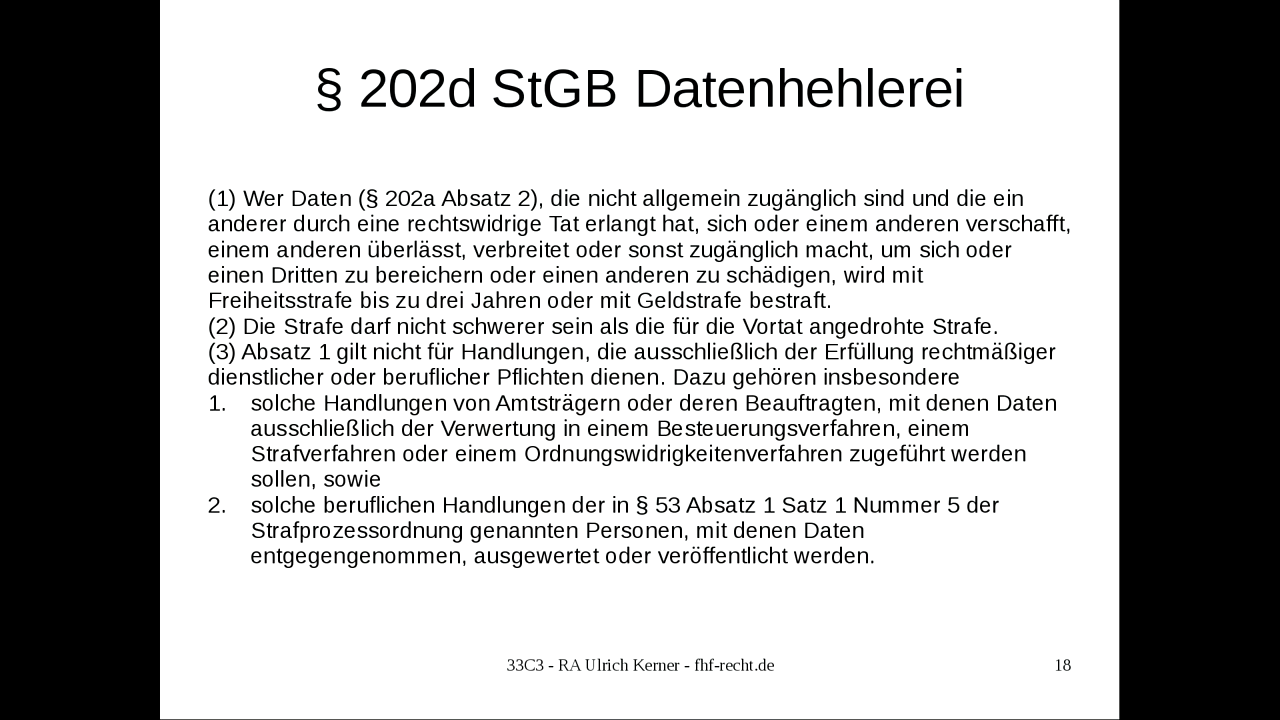 § 202d StGB Datenhehlerei
(1) Wer Daten (§ 202a Absatz 2), die nicht allgemein zugänglich sind und die ein
anderer durch eine rechtswidrige Tat erlangt hat, sich oder einem anderen verschafft,
einem anderen überlässt, verbreitet oder sonst zugänglich macht, um sich oder
einen Dritten zu bereichern oder einen anderen zu schädigen, wird mit
Freiheitsstrafe bis zu drei Jahren oder mit Geldstrafe bestraft.
(2) Die Strafe darf nicht schwerer sein als die für die Vortat angedrohte Strafe.
(3) Absatz 1 gilt nicht für Handlungen, die ausschließlich der Erfüllung rechtmäßiger
dienstlicher oder beruflicher Pflichten dienen. Dazu gehören insbesondere
1. solche Handlungen von Amtsträgern oder deren Beauftragten, mit denen Daten
ausschließlich der Verwertung in einem Besteuerungsverfahren, einem
Strafverfahren oder einem Ordnungswidrigkeitenverfahren zugeführt werden
sollen, sowie
2. solche beruflichen Handlungen der in § 53 Absatz 1 Satz 1 Nummer 5 der
Strafprozessordnung genannten Personen, mit denen Daten
entgegengenommen, ausgewertet oder veröffentlicht werden.
33C3 - RA Ulrich Kerner - fhf-recht.de 18